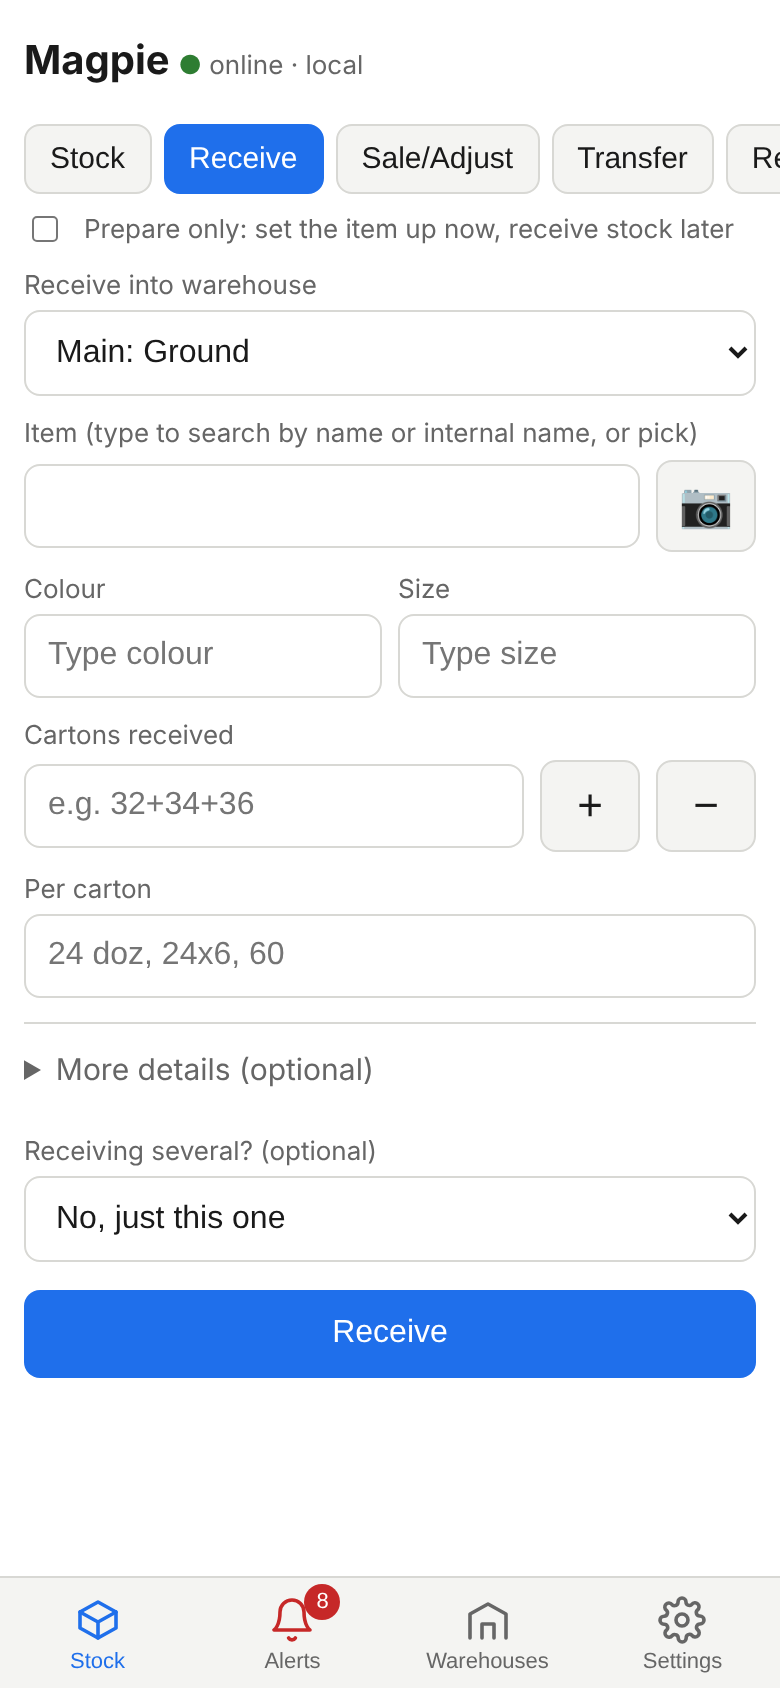 Magpie online · local
Stock Receive Sale/Adjust Transfer Re
Prepare only: set the item up now, receive stock later
Receive into warehouse
Main: Ground
Item (type to search by name or internal name, or pick)
Colour Size
Type colour Type size
Cartons received
e.g. 32+34+36 + −
Per carton
24 doz, 24x6, 60
More details (optional)
Receiving several? (optional)
No, just this one
Receive
8
Stock Alerts Warehouses Settings